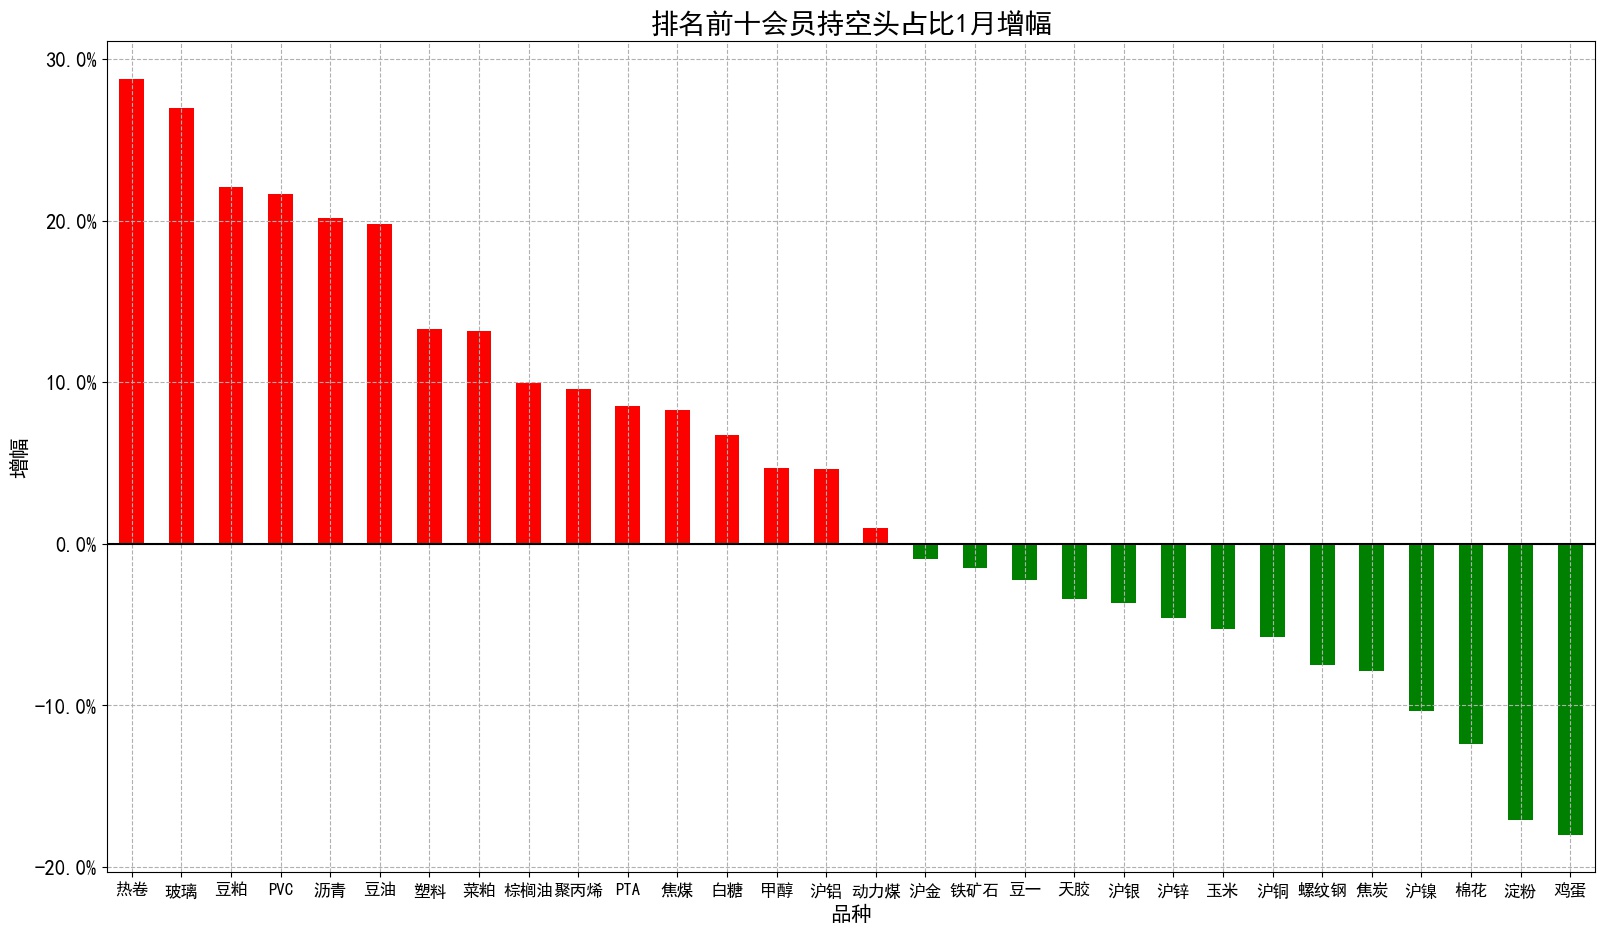 排名前十会员持空头占比1月增幅
30.0%
20.0%
10.0%
0.0%
−10.0%
−20.0%
增幅
热卷 玻璃 豆粕 PVC 沥青 豆油 塑料 菜粕 棕榈油 聚丙烯 PTA 焦煤 白糖 甲醇 沪铝 动力煤 沪金 铁矿石 豆一 天胶 沪银 沪锌 玉米 沪铜 螺纹钢 焦炭 沪镍 棉花 淀粉 鸡蛋
品种